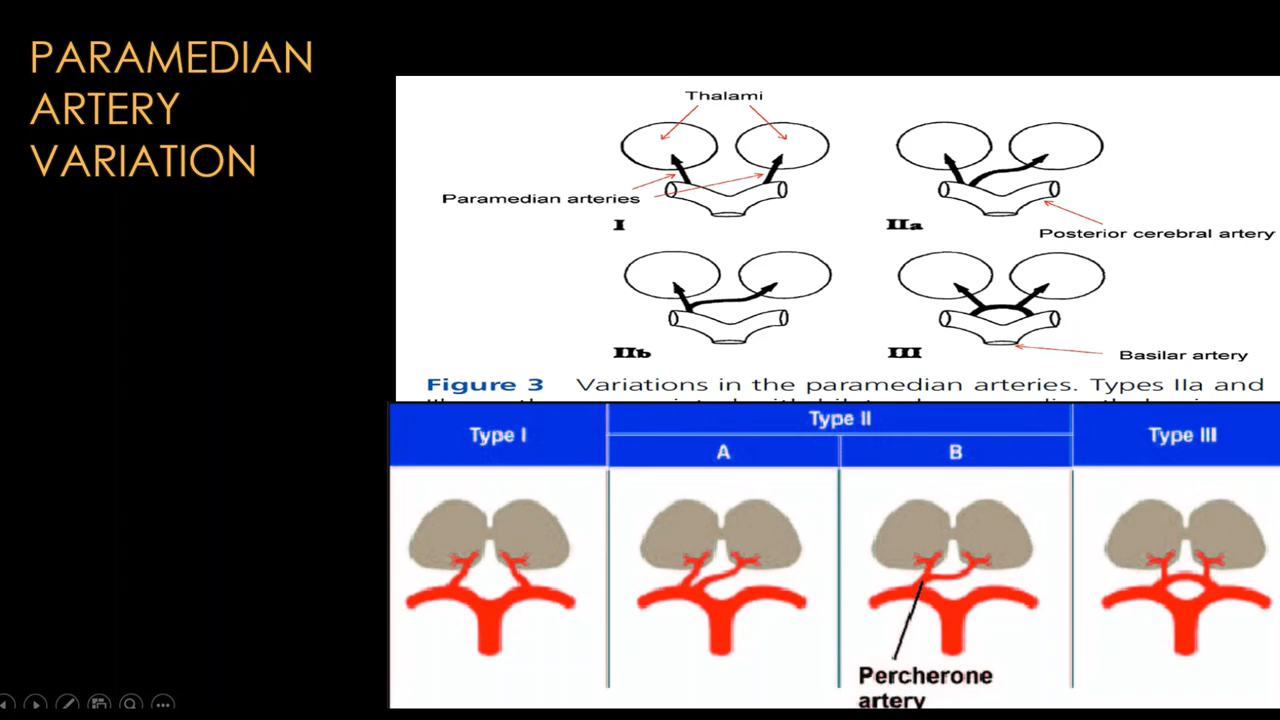 PARAMEDIAN
ARTERY
VARIATION
Thalami
Paramedian arteries
I
IIa
Posterior cerebral artery
IIb
III
Basilar artery
Figure 3 Variations in the paramedian arteries. Types IIa and
Type I
Type II
Type III
A
B
Percherone
artery